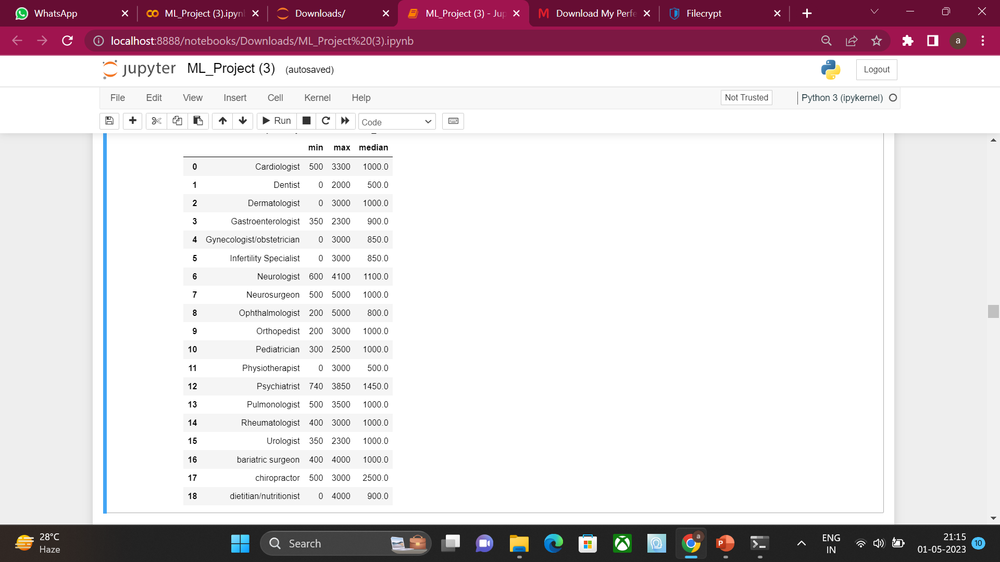 WhatsApp
ML_Project (3).ipyn
Downloads/
ML_Project (3) - Jup
Download My Perfe
Filecrypt
localhost:8888/notebooks/Downloads/ML_Project%20(3).ipynb
a
jupyter ML_Project (3) (autosaved)
Logout
File Edit View Insert Cell Kernel Help
Not Trusted
Python 3 (ipykernel)
Run
Code
min max median
0 Cardiologist 500 3300 1000.0
1 Dentist 0 2000 500.0
2 Dermatologist 0 3000 1000.0
3 Gastroenterologist 350 2300 900.0
4 Gynecologist/obstetrician 0 3000 850.0
5 Infertility Specialist 0 3000 850.0
6 Neurologist 600 4100 1100.0
7 Neurosurgeon 500 5000 1000.0
8 Ophthalmologist 200 5000 800.0
9 Orthopedist 200 3000 1000.0
10 Pediatrician 300 2500 1000.0
11 Physiotherapist 0 3000 500.0
12 Psychiatrist 740 3850 1450.0
13 Pulmonologist 500 3500 1000.0
14 Rheumatologist 400 3000 1000.0
15 Urologist 350 2300 1000.0
16 bariatric surgeon 400 4000 1000.0
17 chiropractor 500 3000 2500.0
18 dietitian/nutritionist 0 4000 900.0
28°C
Haze
Search
a
P
ENG
IN
21:15
01-05-2023
10